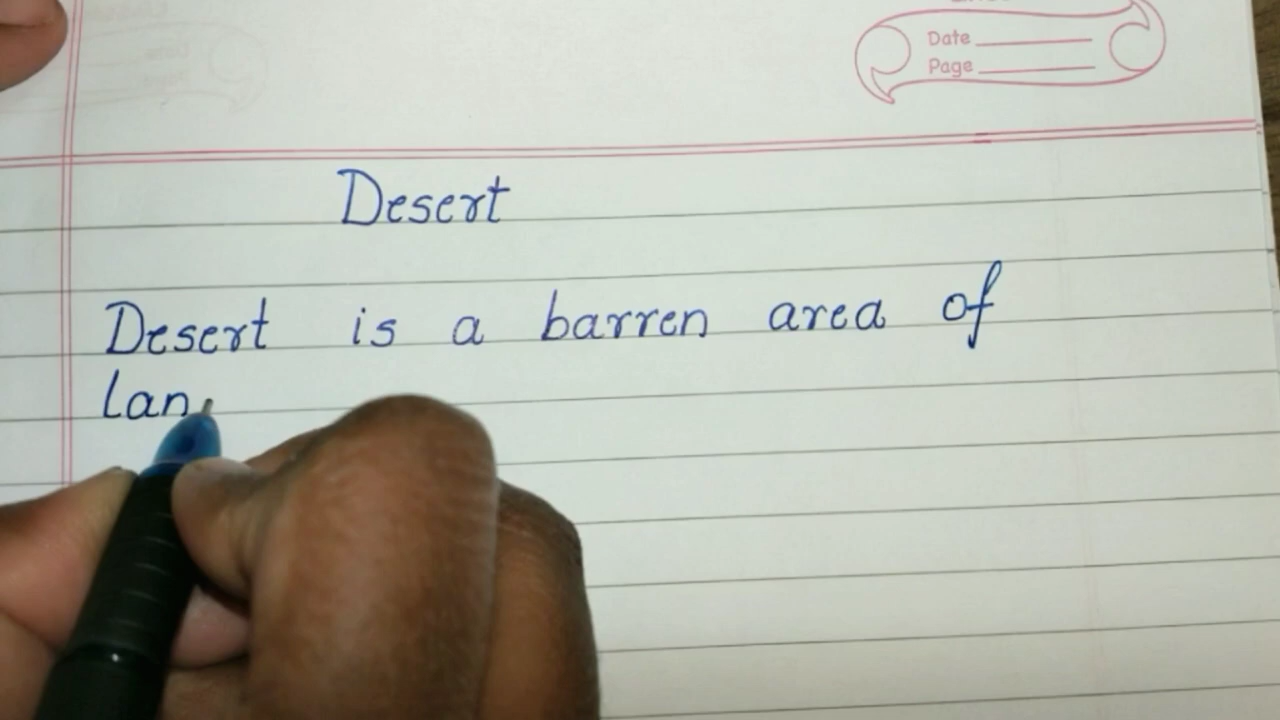 Date
Page
Desert
Desert is a barren area of
lan